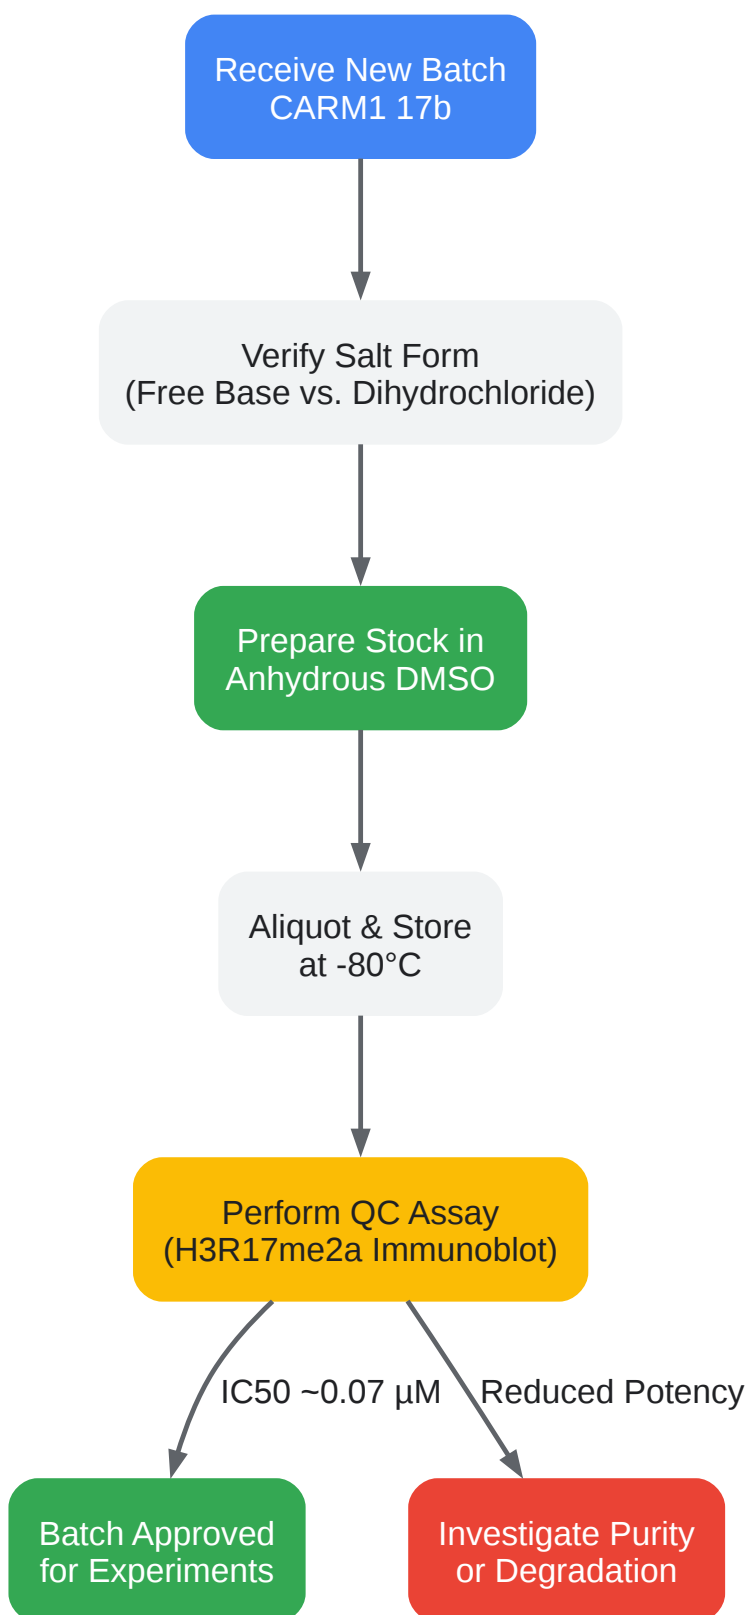 Receive New Batch
CARM1 17b
Verify Salt Form
(Free Base vs. Dihydrochloride)
Prepare Stock in
Anhydrous DMSO
Aliquot & Store
at -80°C
Perform QC Assay
(H3R17me2a Immunoblot)
IC50 ~0.07 µM
Reduced Potency
Batch Approved
for Experiments
Investigate Purity
or Degradation